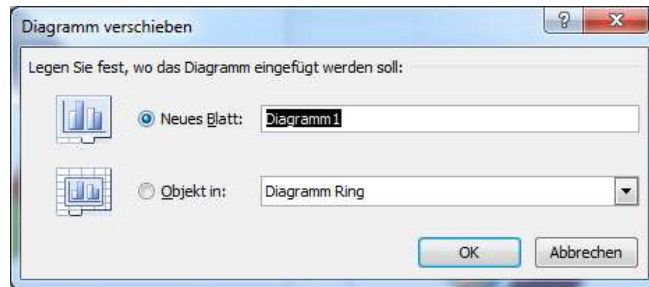 Diagramm verschieben
Legen Sie fest, wo das Diagramm eingefügt werden soll:
Neues Blatt: Diagramm1
Objekt in: Diagramm Ring
OK Abbrechen